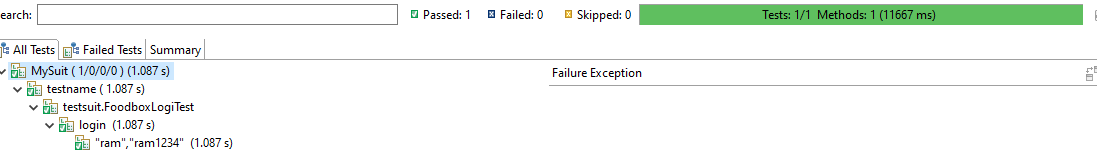 earch:
Passed: 1
Failed: 0
Skipped: 0
Tests: 1/1  Methods: 1 (11667 ms)
All Tests
Failed Tests
Summary
MySuit ( 1/0/0/0 ) (1.087 s)
Failure Exception
testname ( 1.087 s)
testsuit.FoodboxLogiTest
login  (1.087 s)
"ram","ram1234"  (1.087 s)